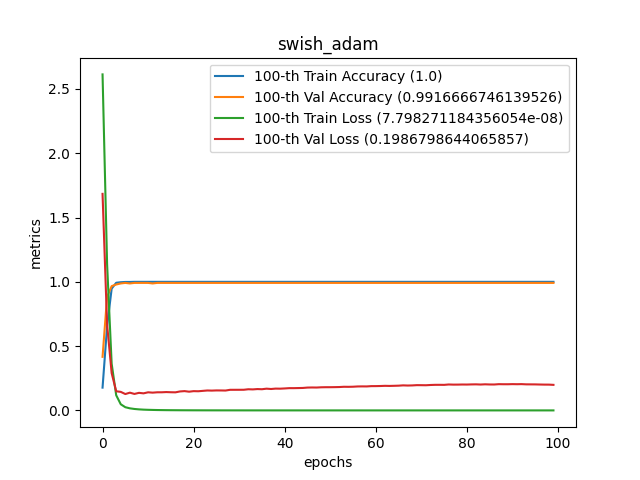 swish_adam
100-th Train Accuracy (1.0)
100-th Val Accuracy (0.9916666746139526)
100-th Train Loss (7.798271184356054e-08)
100-th Val Loss (0.1986798644065857)
metrics
2.5
2.0
1.5
1.0
0.5
0.0
0
20
40
60
80
100
epochs